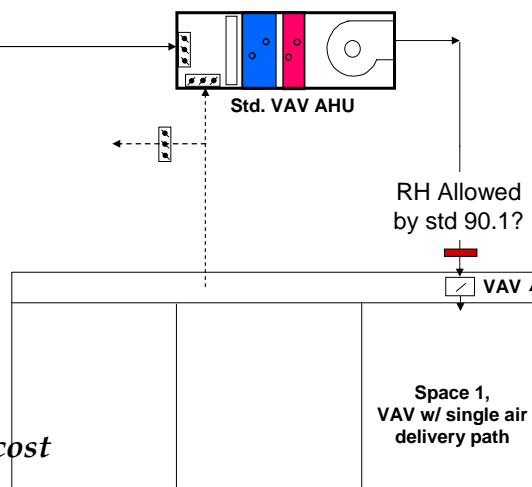 Std. VAV AHU
RH Allowed
by std 90.1?
VAV
Space 1,
VAV w/ single air
delivery path
cost